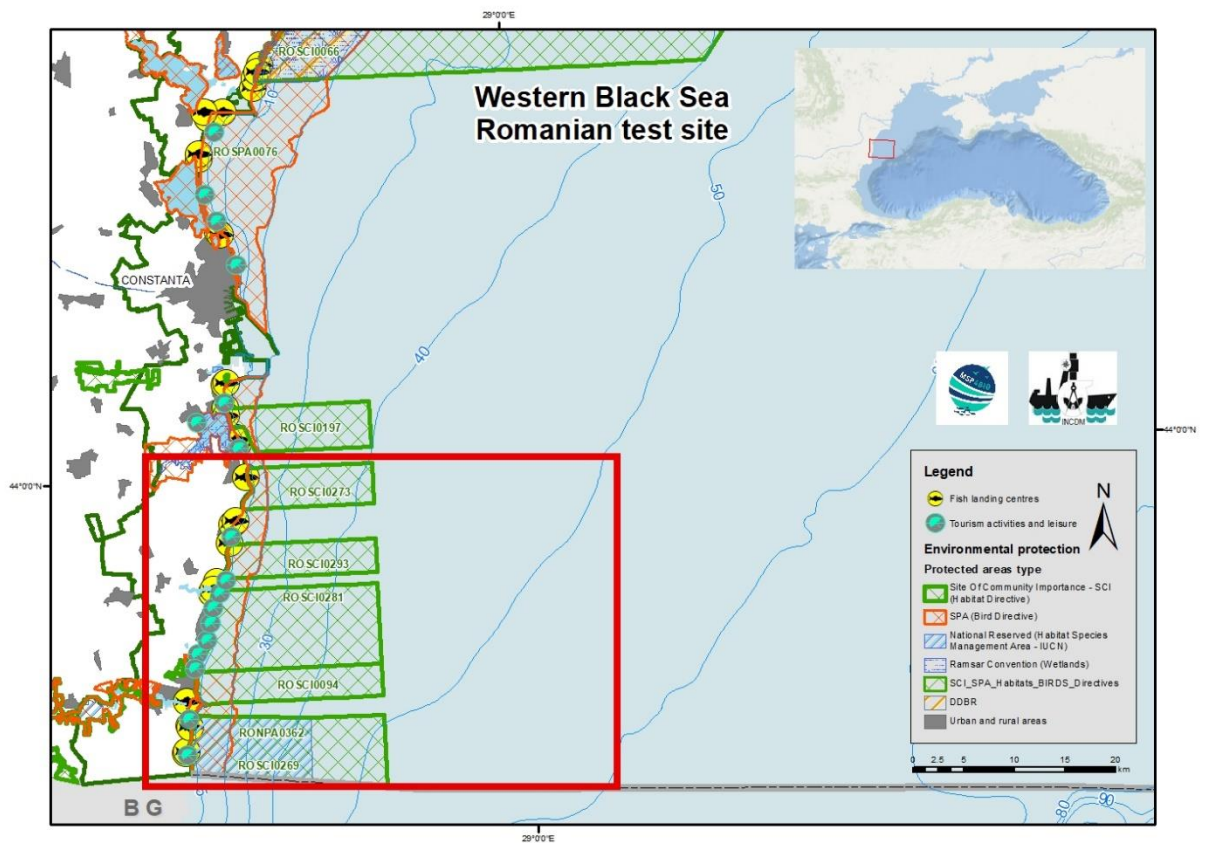 29°0'0"E
ROSCI0066
Western Black Sea
Romanian test site
10
ROSPA0076
50
CONSTANTA
40
MSP4BIO
INCDM
ROSCI0197
44°0'0"N
44°0'0"N
ROSCI0273
ROSCI0293
ROSCI0281
30
ROSCI0094
RONPA0362
ROSCI0269
Legend
N
Fish landing centres
Tourism activities and leisure
Environmental protection
Protected areas type
Site Of Community Importance - SCI
(Habitat Directive)
SPA (Bird Directive)
National Reserved (Habitat Species
Management Area - IUCN)
Ramsar Convention (Wetlands)
SCI_SPA_Habitats_BIRDS_Directives
DDBR
Urban and rural areas
0 2.5 5 10 15 20
km
BG
80
90
29°0'0"E